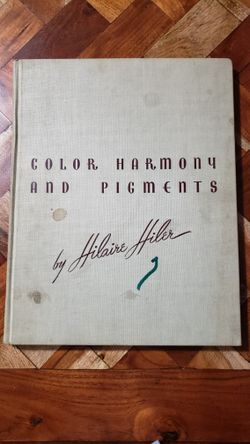 COLOR HARMONY
AND PIGMENTS
by Hilaire Hiler